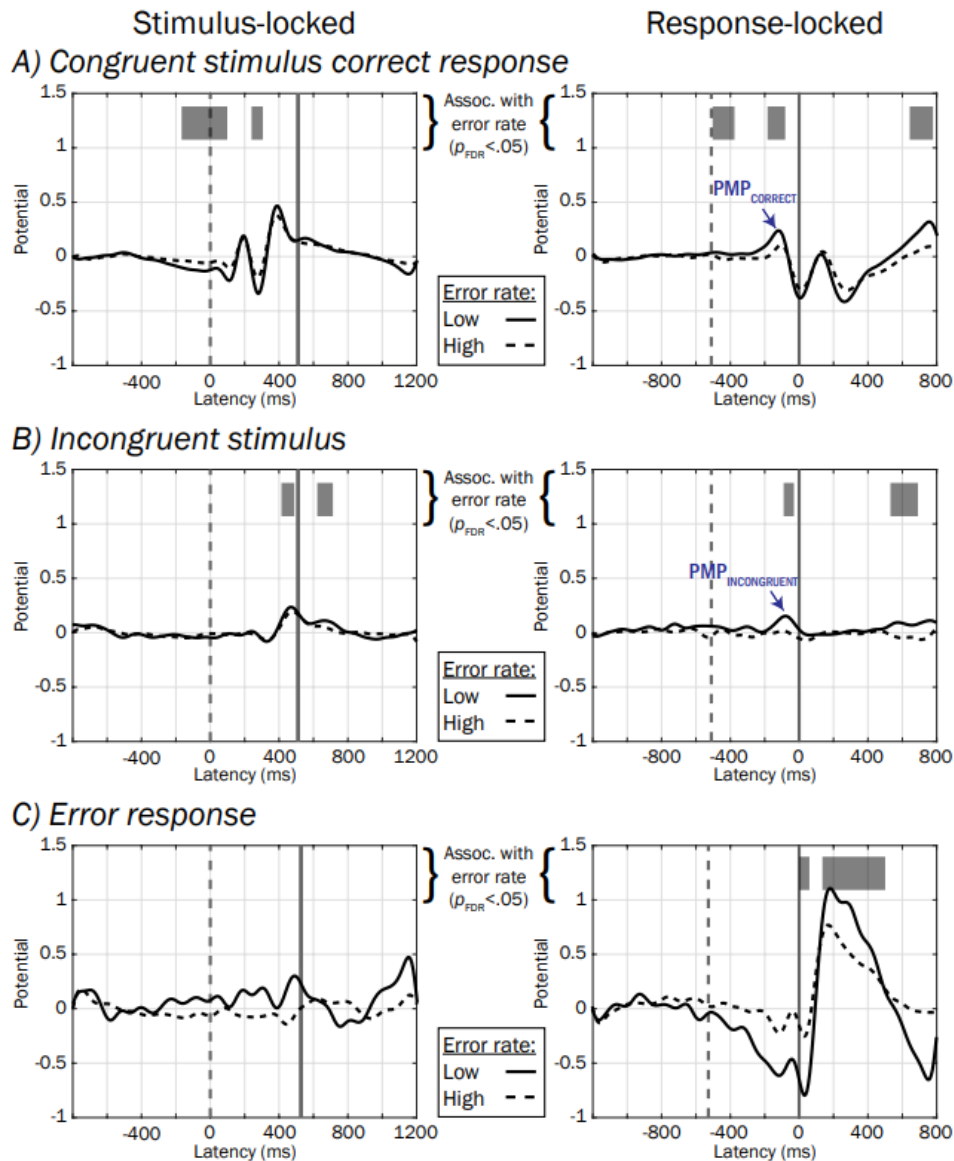 Stimulus-locked
Response-locked
A) Congruent stimulus correct response
1.5
1
0.5
0
-0.5
-1
Potential
-400 0 400 800 1200
Latency (ms)
Assoc. with
error rate
(pFDR<.05)
Error rate:
Low
High
1.5
1
0.5
0
-0.5
-1
Potential
PMPCORRECT
-800 -400 0 400 800
Latency (ms)
B) Incongruent stimulus
1.5
1
0.5
0
-0.5
-1
Potential
-400 0 400 800 1200
Latency (ms)
Assoc. with
error rate
(pFDR<.05)
Error rate:
Low
High
1.5
1
0.5
0
-0.5
-1
Potential
PMPINCONGRUENT
-800 -400 0 400 800
Latency (ms)
C) Error response
1.5
1
0.5
0
-0.5
-1
Potential
-400 0 400 800 1200
Latency (ms)
Assoc. with
error rate
(pFDR<.05)
Error rate:
Low
High
1.5
1
0.5
0
-0.5
-1
Potential
-800 -400 0 400 800
Latency (ms)